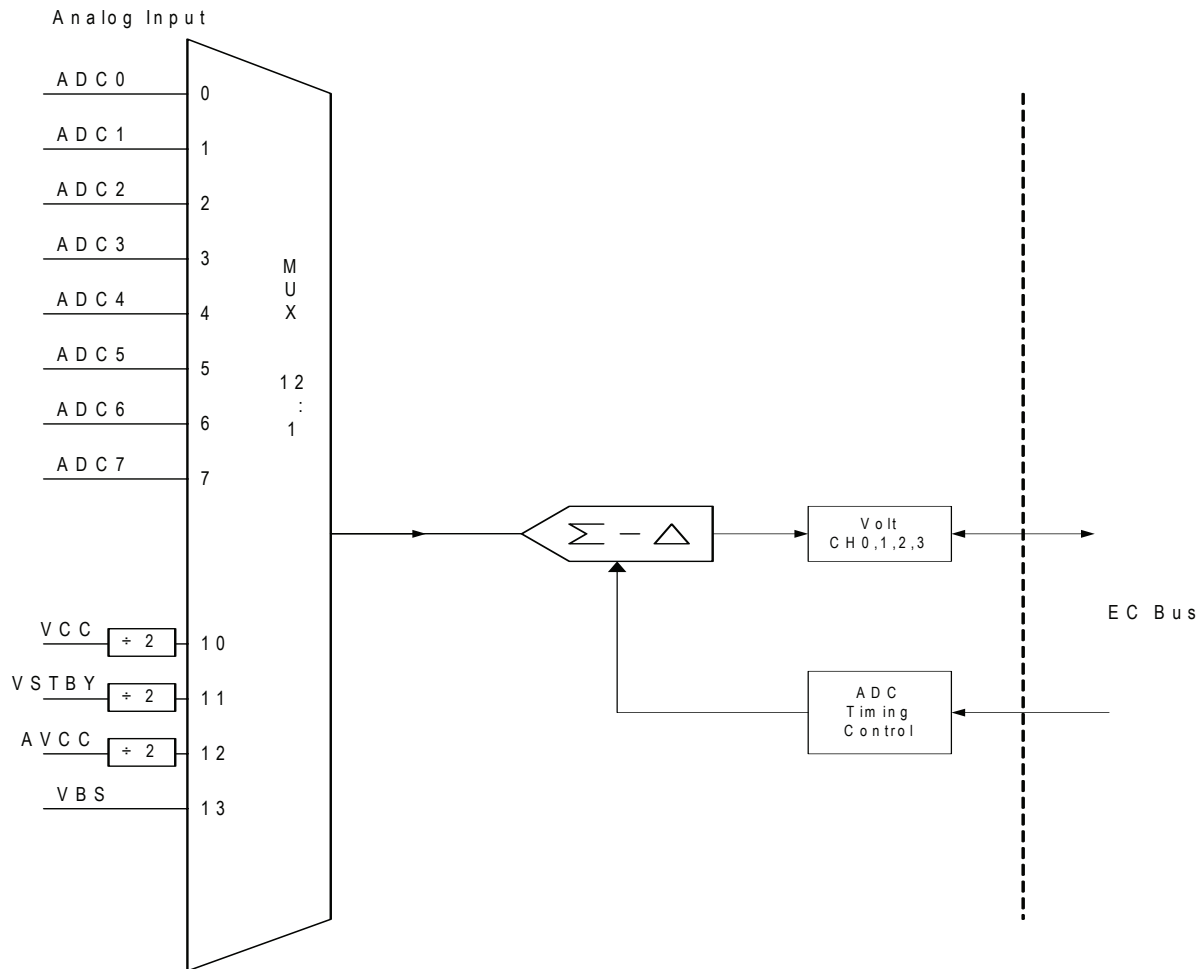 Analog Input
ADC0
0
ADC1
1
ADC2
2
ADC3
3
ADC4
4
ADC5
5
ADC6
6
ADC7
7
M
U
X
12
:
1
Σ - Δ
Volt
CH0,1,2,3
EC Bus
VCC
÷ 2
10
VSTBY
÷ 2
11
AVCC
÷ 2
12
VBS
13
ADC
Timing
Control